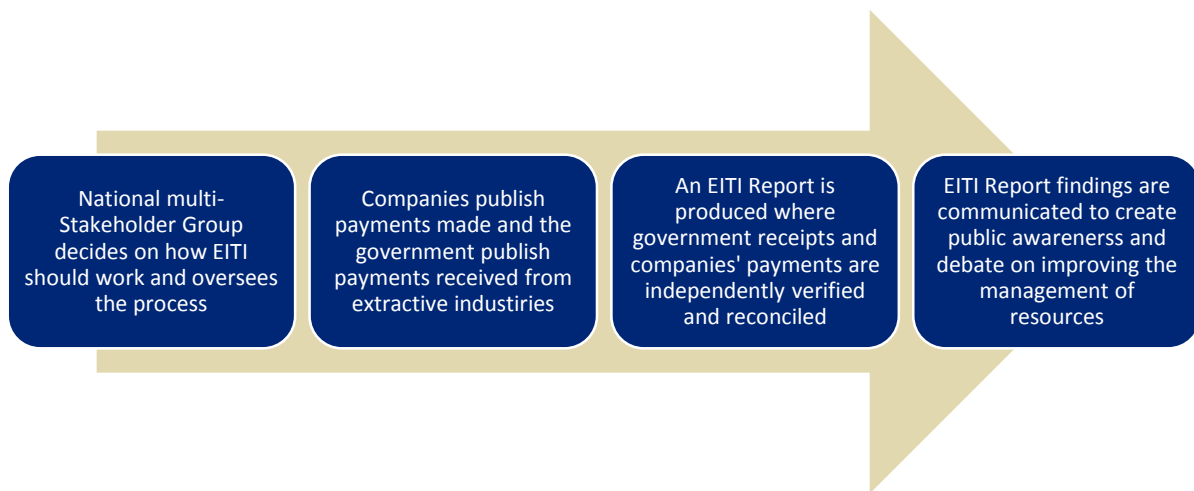 National multi-
Stakeholder Group
decides on how EITI
should work and oversees
the process
Companies publish
payments made and the
government publish
payments received from
extractive industiries
An EITI Report is
produced where
government receipts and
companies' payments are
independently verified
and reconciled
EITI Report findings are
communicated to create
public awarenerss and
debate on improving the
management of
resources